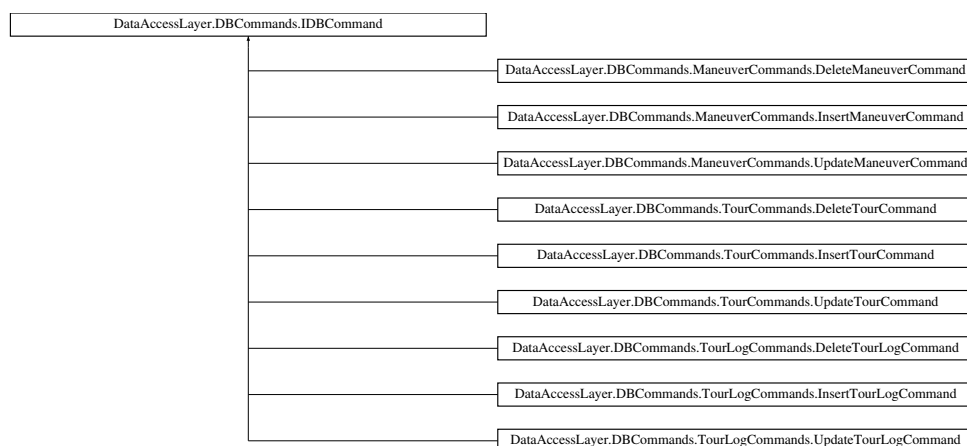 DataAccessLayer.DBCommands.IDBCommand
DataAccessLayer.DBCommands.ManeuverCommands.DeleteManeuverCommand
DataAccessLayer.DBCommands.ManeuverCommands.InsertManeuverCommand
DataAccessLayer.DBCommands.ManeuverCommands.UpdateManeuverCommand
DataAccessLayer.DBCommands.TourCommands.DeleteTourCommand
DataAccessLayer.DBCommands.TourCommands.InsertTourCommand
DataAccessLayer.DBCommands.TourCommands.UpdateTourCommand
DataAccessLayer.DBCommands.TourLogCommands.DeleteTourLogCommand
DataAccessLayer.DBCommands.TourLogCommands.InsertTourLogCommand
DataAccessLayer.DBCommands.TourLogCommands.UpdateTourLogCommand